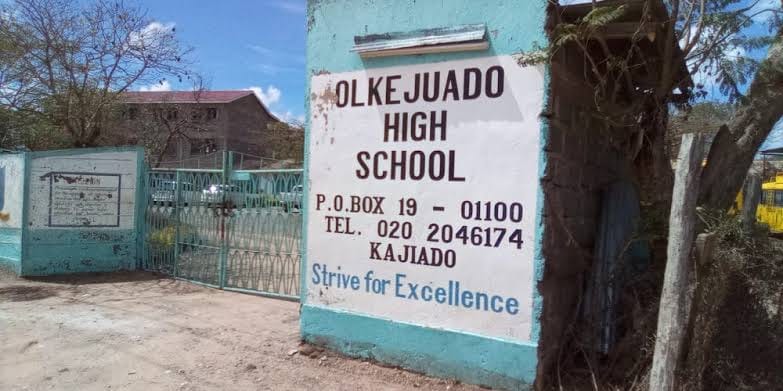 OLKEJUADO
HIGH
SCHOOL
P.O.BOX 19 - 01100
TEL. 020 2046174
KAJIADO
Strive for Excellence